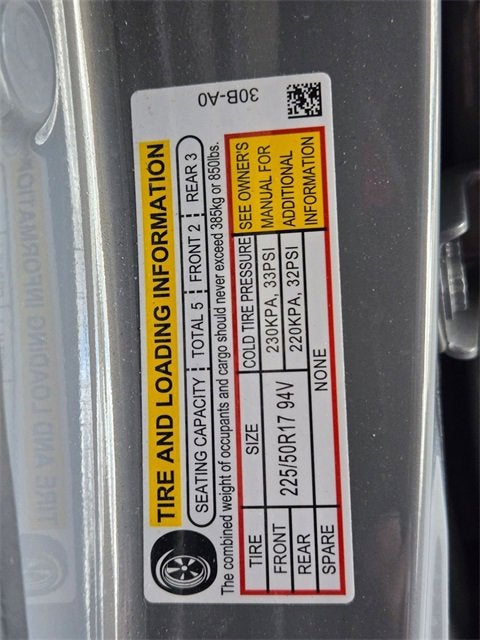 TIRE AND LOADING INFORMATION
SEATING CAPACITY TOTAL 5 FRONT 2 REAR 3
The combined weight of occupants and cargo should never exceed 385kg or 850lbs.
TIRE SIZE COLD TIRE PRESSURE SEE OWNER'S
FRONT 225/50R17 94V 230KPA, 33PSI MANUAL FOR
REAR 220KPA, 32PSI ADDITIONAL
SPARE NONE INFORMATION
30B-A0